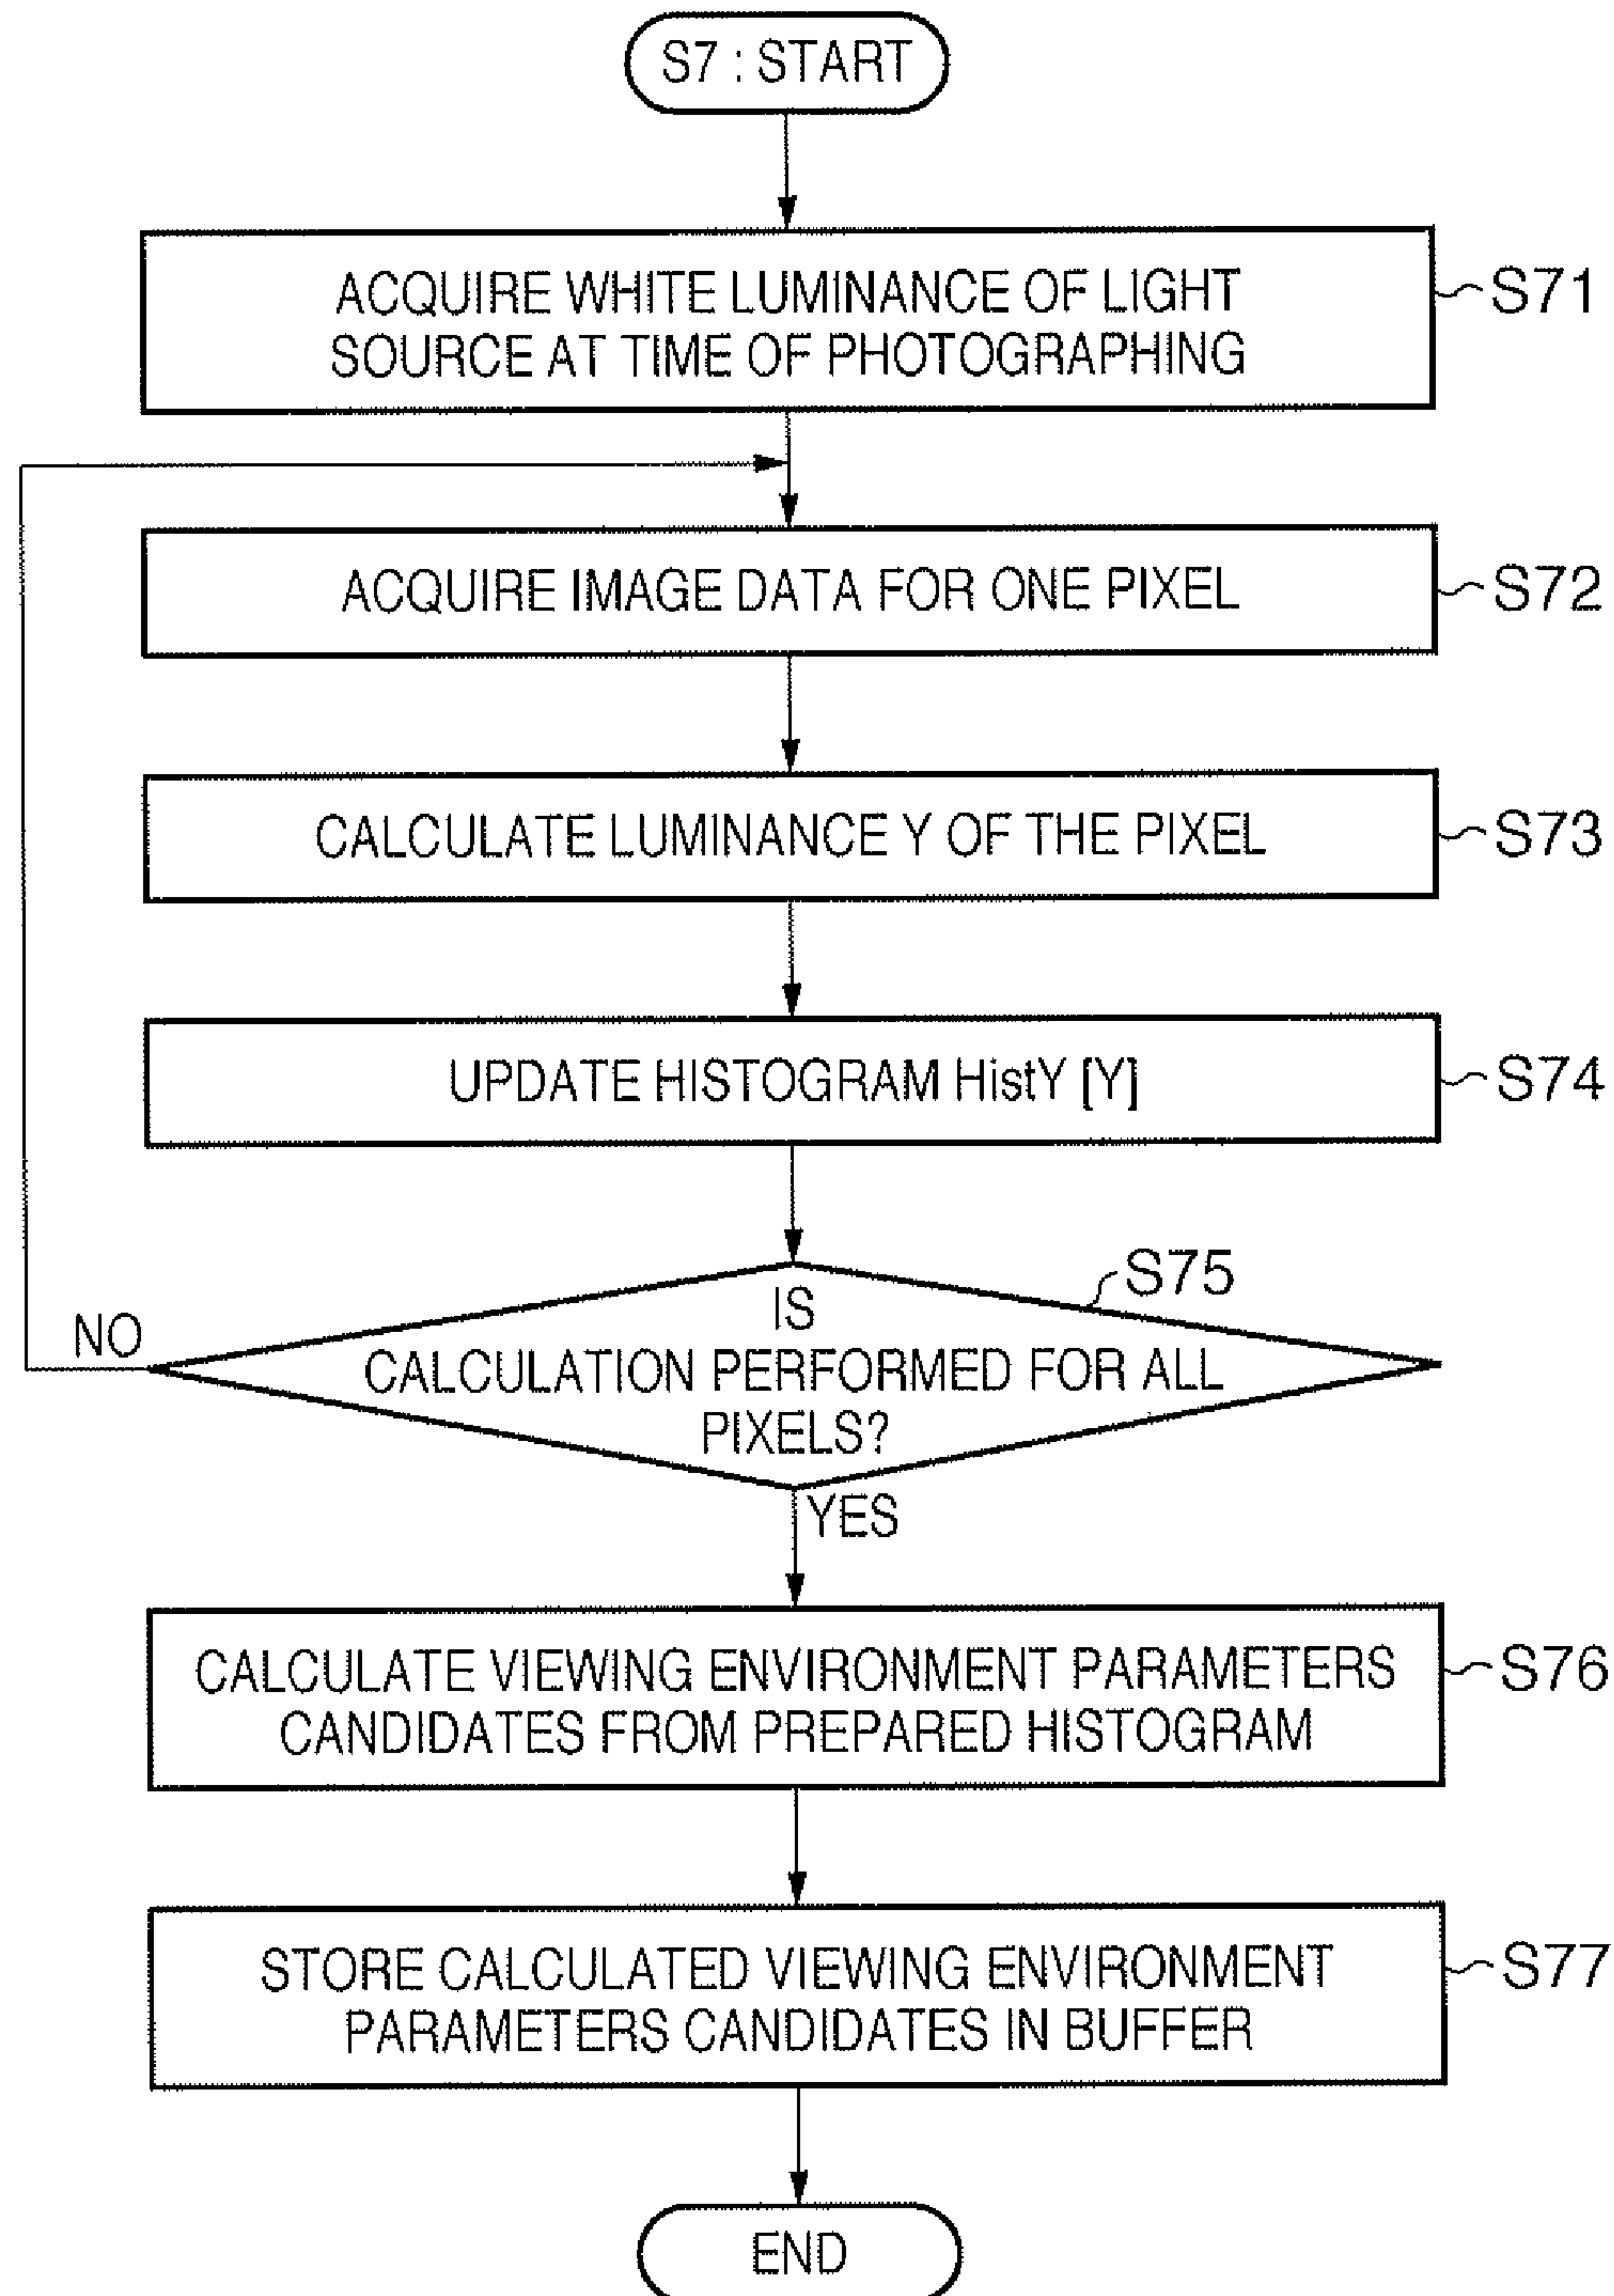 S7 : START
ACQUIRE WHITE LUMINANCE OF LIGHT
SOURCE AT TIME OF PHOTOGRAPHING
S71
ACQUIRE IMAGE DATA FOR ONE PIXEL
S72
CALCULATE LUMINANCE Y OF THE PIXEL
S73
UPDATE HISTOGRAM HistY [Y]
S74
S75
IS
CALCULATION PERFORMED FOR ALL
PIXELS?
NO
YES
CALCULATE VIEWING ENVIRONMENT PARAMETERS
CANDIDATES FROM PREPARED HISTOGRAM
S76
STORE CALCULATED VIEWING ENVIRONMENT
PARAMETERS CANDIDATES IN BUFFER
S77
END